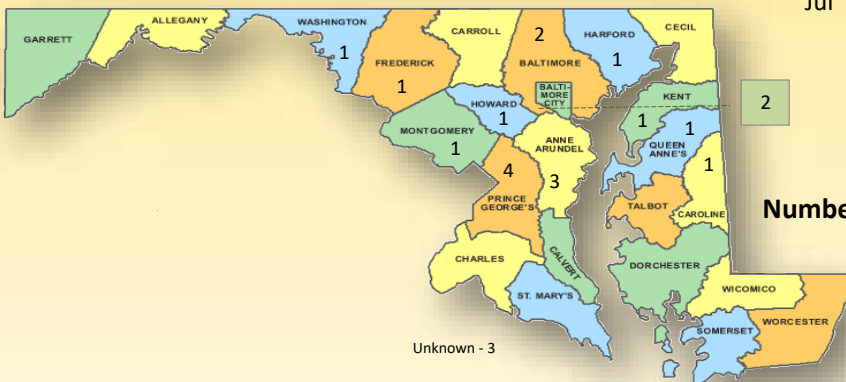 Jul
GARRETT
ALLEGANY
WASHINGTON
1
FREDERICK
1
CARROLL
2
BALTIMORE
HARFORD
1
CECIL
BALTI-
MORE
CITY
2
KENT
1
HOWARD
1
MONTGOMERY
1
ANNE
ARUNDEL
3
1
QUEEN
ANNE'S
1
CAROLINE
4
PRINCE
GEORGE'S
TALBOT
Numbe
CHARLES
CALVERT
ST. MARY'S
DORCHESTER
WICOMICO
SOMERSET
WORCESTER
Unknown - 3